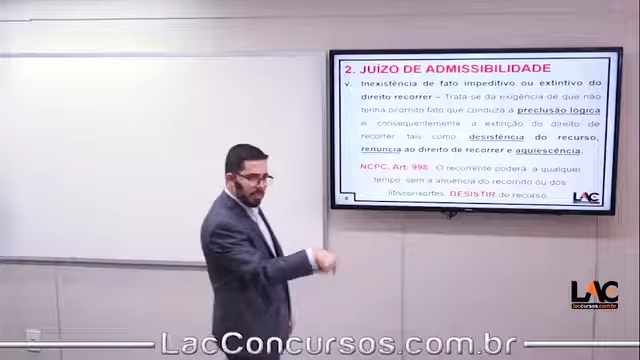 2. JUÍZO DE ADMISSIBILIDADE
v. Inexistência de fato impeditivo ou extintivo do
direito recorrer – Trata-se da exigência de que não
tenha ocorrido fato que conduza a preclusão lógica
e, consequentemente a extinção do direito de
recorrer, tais como desistência do recurso,
renúncia ao direito de recorrer e aquiescência.
NCPC, Art. 998. O recorrente poderá, a qualquer
tempo, sem a anuência do recorrido ou dos
litisconsortes, DESISTIR do recurso.
LAC
LAC
laccursos.com.br
LacConcursos.com.br